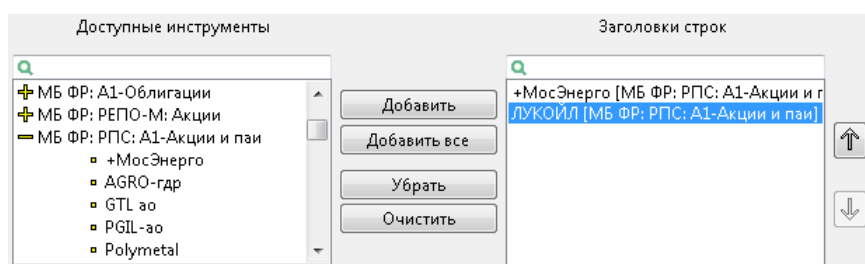 Доступные инструменты
МБ ФР: А1-Облигации
МБ ФР: РЕПО-М: Акции
МБ ФР: РПС: А1-Акции и паи
+МосЭнерго
AGRO-гдр
GTL ао
PGIL-ао
Polymetal
Добавить
Добавить все
Убрать
Очистить
Заголовки строк
+МосЭнерго [МБ ФР: РПС: А1-Акции и п
ЛУКОЙЛ [МБ ФР: РПС: А1-Акции и паи]